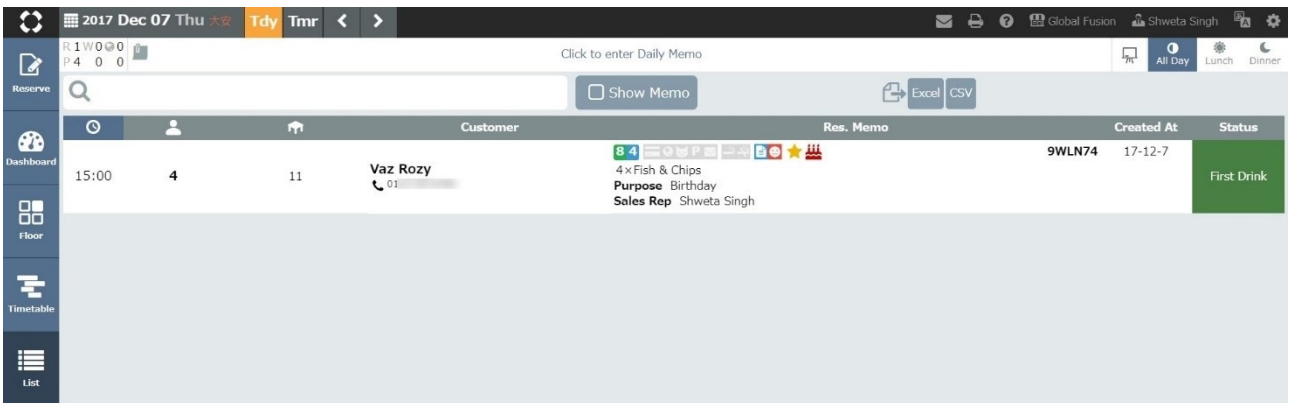 2017 Dec 07 Thu 大安 Tdy Tmr Global Fusion Shweta Singh
R 1 W 0 0
P 4 0 0
Click to enter Daily Memo
All Day Lunch Dinner
Reserve
Show Memo Excel CSV
Customer Res. Memo Created At Status
Dashboard
15:00 4 11
Vaz Rozy
01
8 4 P 9WLN74 17-12-7
4×Fish & Chips
Purpose Birthday
Sales Rep Shweta Singh
First Drink
Floor
Timetable
List